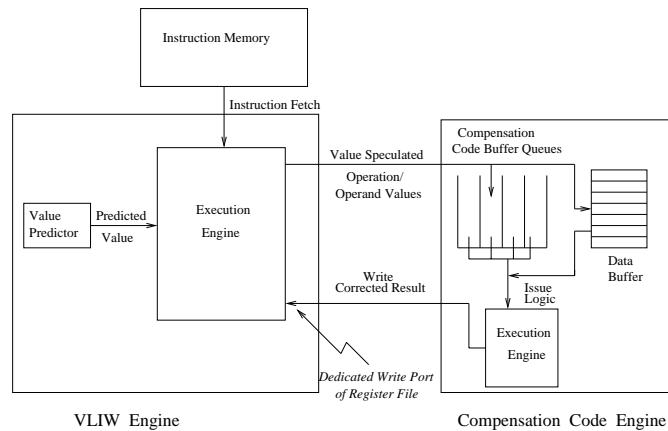 Instruction Memory
Instruction Fetch
Value
Predictor
Predicted
Value
Execution
Engine
Value Speculated
Operation/
Operand Values
Compensation
Code Buffer Queues
Data
Buffer
Issue
Logic
Write
Corrected Result
Execution
Engine
Dedicated Write Port
of Register File
VLIW Engine
Compensation Code Engine